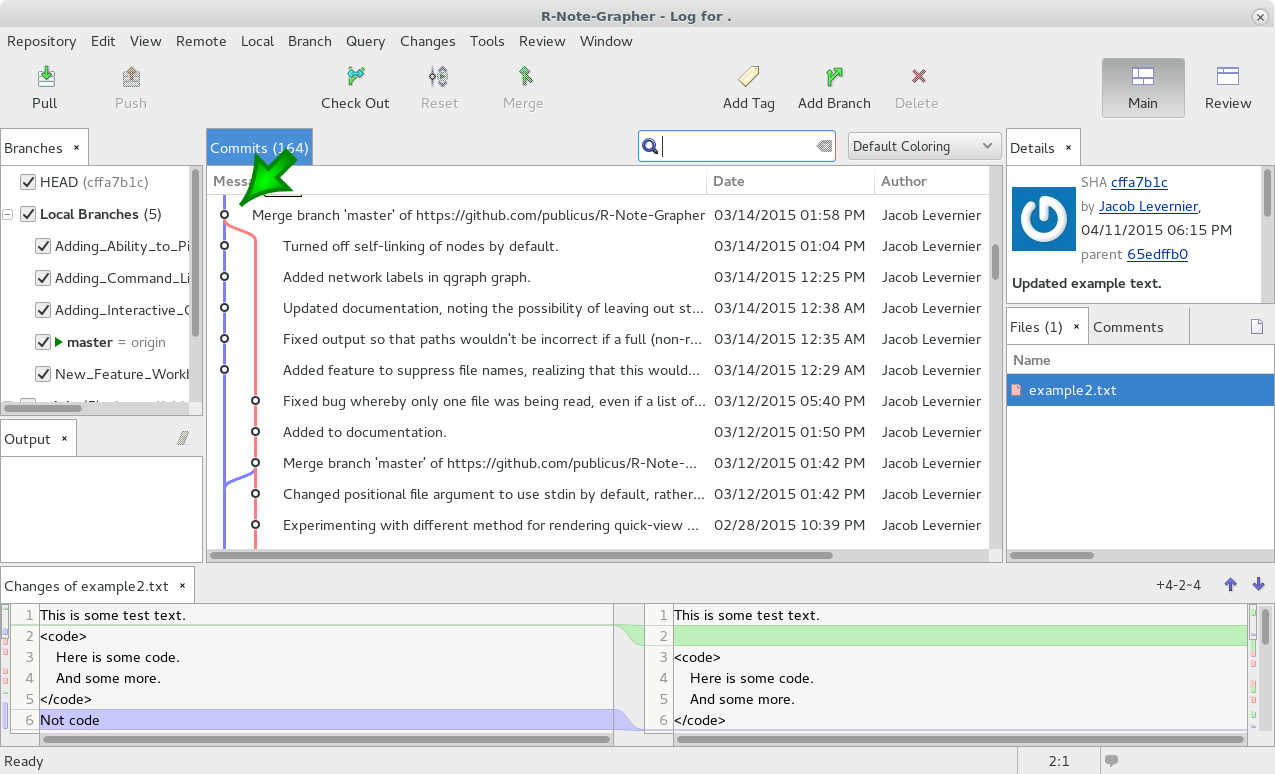 R-Note-Grapher - Log for .
Repository Edit View Remote Local Branch Query Changes Tools Review Window
Pull Push Check Out Reset Merge Add Tag Add Branch Delete Main Review
Branches
HEAD (cffa7b1c)
Local Branches (5)
Adding_Ability_to_Pi
Adding_Command_Li
Adding_Interactive_
master = origin
New_Feature_Work
Output
Commits (164)
Default Coloring
Date Author
Merge branch 'master' of https://github.com/publicus/R-Note-Grapher 03/14/2015 01:58 PM Jacob Levernier
Turned off self-linking of nodes by default. 03/14/2015 01:04 PM Jacob Levernier
Added network labels in qgraph graph. 03/14/2015 12:25 PM Jacob Levernier
Updated documentation, noting the possibility of leaving out st... 03/14/2015 12:38 AM Jacob Levernier
Fixed output so that paths wouldn't be incorrect if a full (non-r... 03/14/2015 12:35 AM Jacob Levernier
Added feature to suppress file names, realizing that this would... 03/14/2015 12:29 AM Jacob Levernier
Fixed bug whereby only one file was being read, even if a list of... 03/12/2015 05:40 PM Jacob Levernier
Added to documentation. 03/12/2015 01:50 PM Jacob Levernier
Merge branch 'master' of https://github.com/publicus/R-Note-... 03/12/2015 01:42 PM Jacob Levernier
Changed positional file argument to use stdin by default, rather... 03/12/2015 01:42 PM Jacob Levernier
Experimenting with different method for rendering quick-view ... 02/28/2015 10:39 PM Jacob Levernier
Details
SHA cffa7b1c
by Jacob Levernier,
04/11/2015 06:15 PM
parent 65edffb0
Updated example text.
Files (1) Comments
Name
example2.txt
Changes of example2.txt
+4-2~4
1 This is some test text.
2 <code>
3 Here is some code.
4 And some more.
5 </code>
6 Not code
1 This is some test text.
2
3 <code>
4 Here is some code.
5 And some more.
6 </code>
Ready
2:1